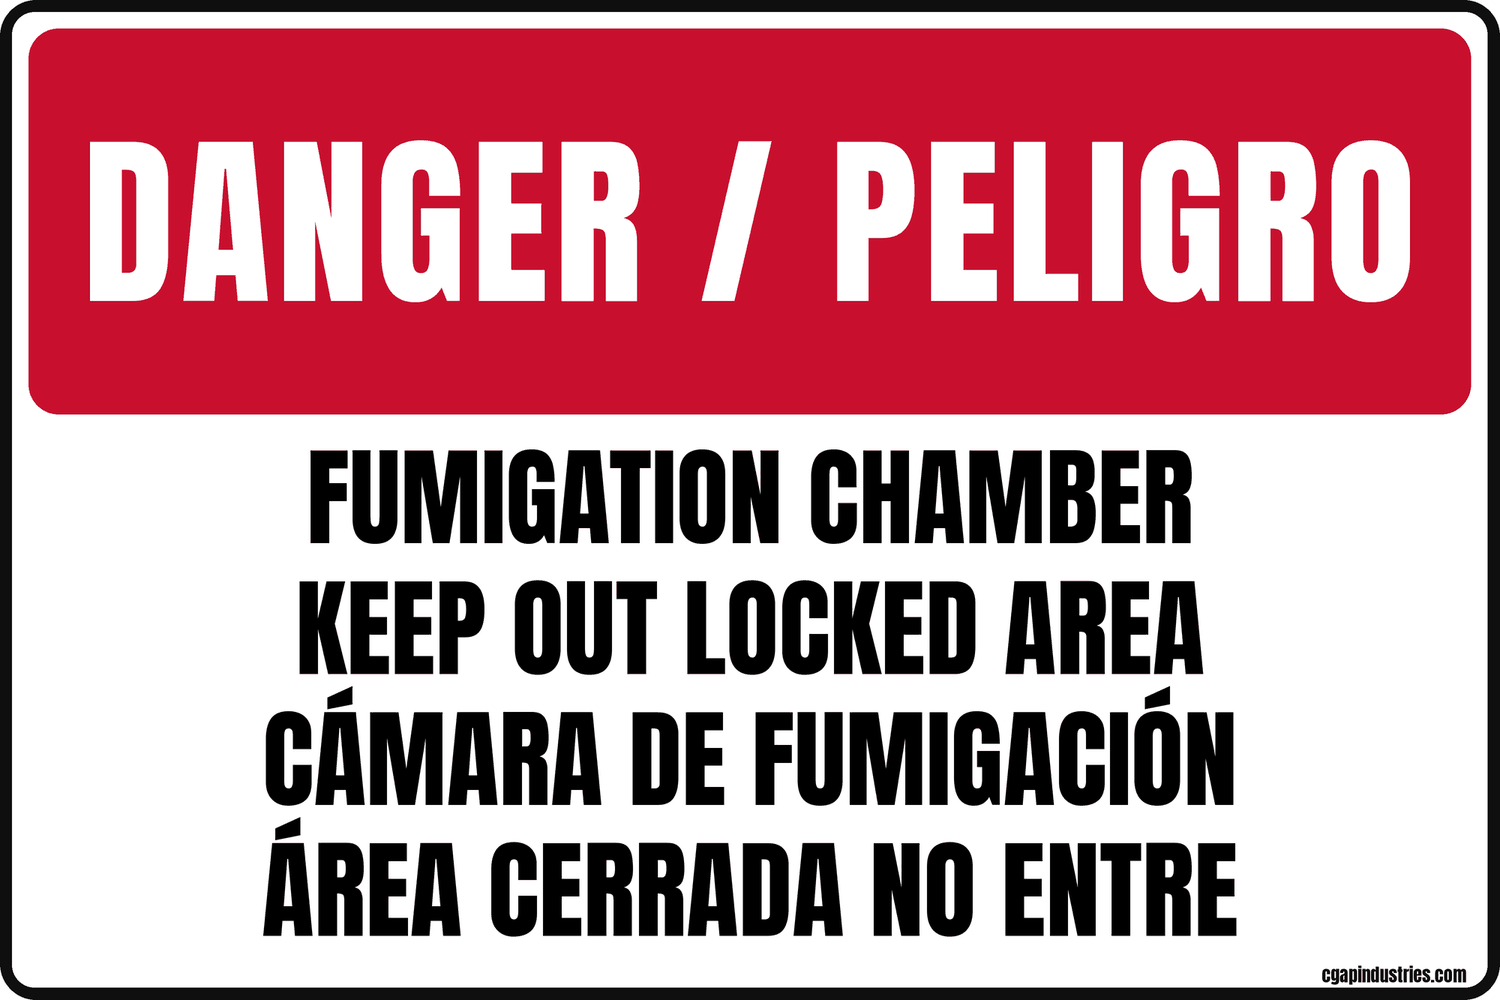 DANGER / PELIGRO
FUMIGATION CHAMBER
KEEP OUT LOCKED AREA
CÁMARA DE FUMIGACIÓN
ÁREA CERRADA NO ENTRE
cgapindustries.com